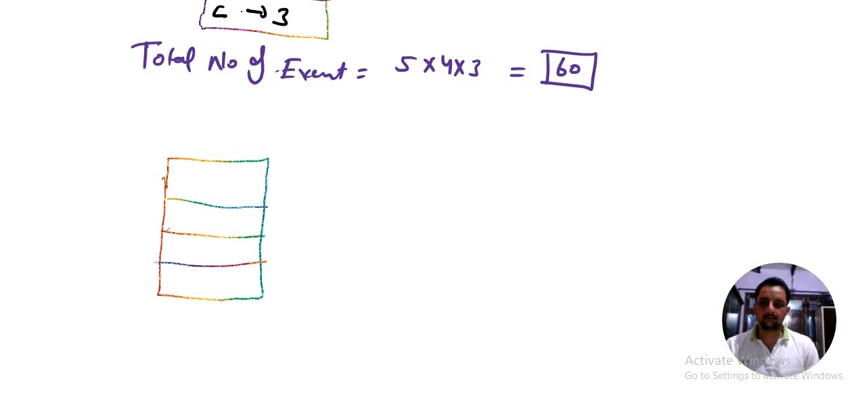 C → 3
Total No of Event = 5 × 4 × 3 = 60
Activate Windows
Go to Settings to activate Windows.